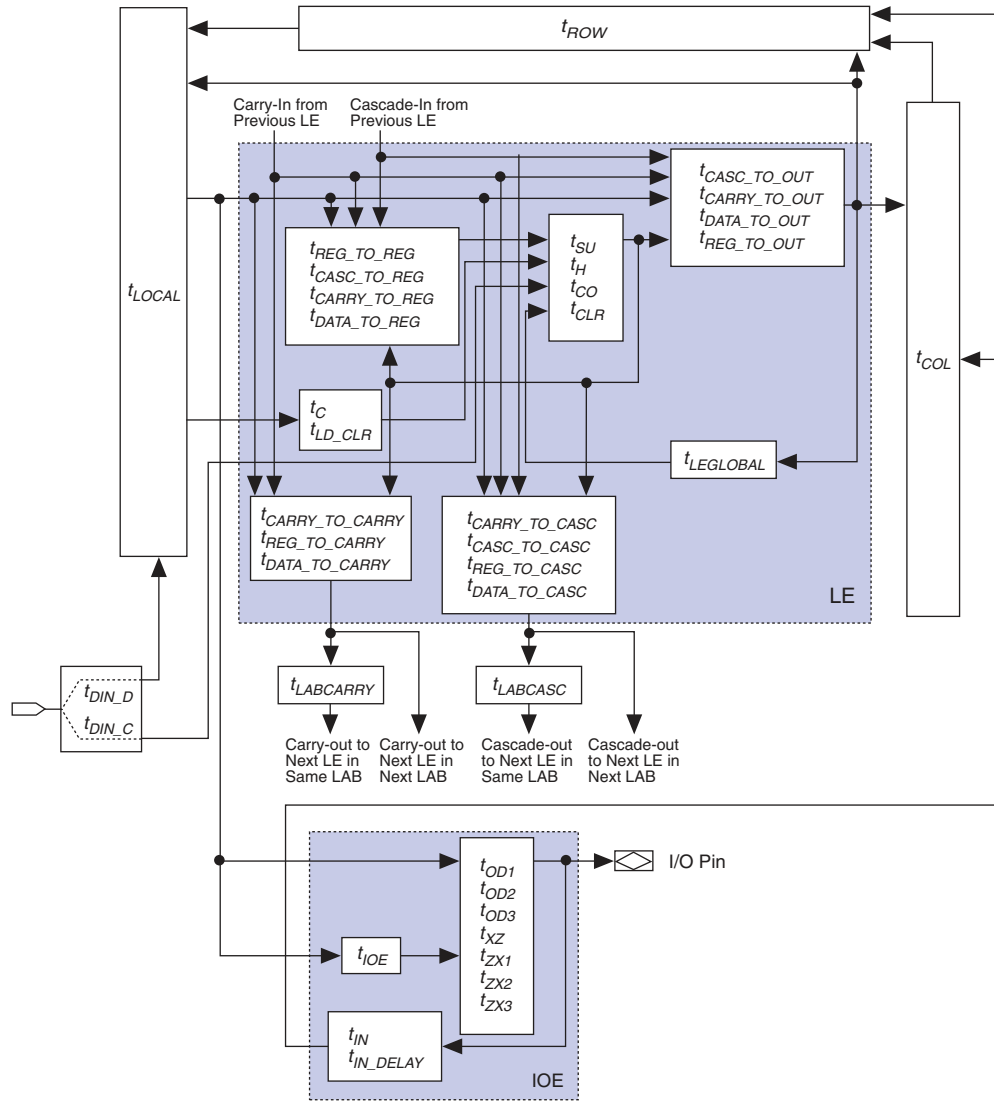 tROW
Carry-In from
Previous LE
Cascade-In from
Previous LE
tCASC_TO_OUT
tCARRY_TO_OUT
tDATA_TO_OUT
tREG_TO_OUT
tREG_TO_REG
tCASC_TO_REG
tCARRY_TO_REG
tDATA_TO_REG
tSU
tH
tCO
tCLR
tLOCAL
tCOL
tC
tLD_CLR
tLEGLOBAL
tCARRY_TO_CARRY
tREG_TO_CARRY
tDATA_TO_CARRY
tCARRY_TO_CASC
tCASC_TO_CASC
tREG_TO_CASC
tDATA_TO_CASC
LE
tDIN_D
tDIN_C
tLABCARRY
tLABCASC
Carry-out to
Next LE in
Same LAB
Carry-out to
Next LE in
Next LAB
Cascade-out
to Next LE in
Same LAB
Cascade-out
to Next LE in
Next LAB
tOD1
tOD2
tOD3
tXZ
tZX1
tZX2
tZX3
I/O Pin
tIOE
tIN
tIN_DELAY
IOE